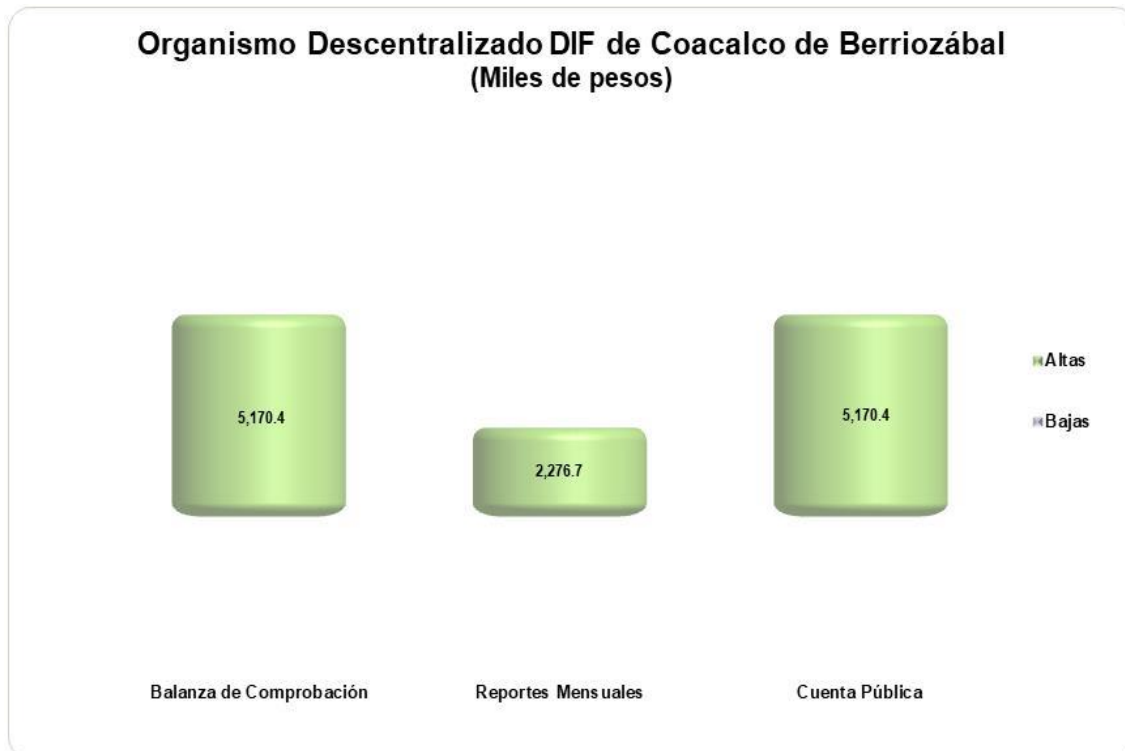 Organismo Descentralizado DIF de Coacalco de Berriozábal
(Miles de pesos)
5,170.4
2,276.7
5,170.4
Altas
Bajas
Balanza de Comprobación
Reportes Mensuales
Cuenta Pública